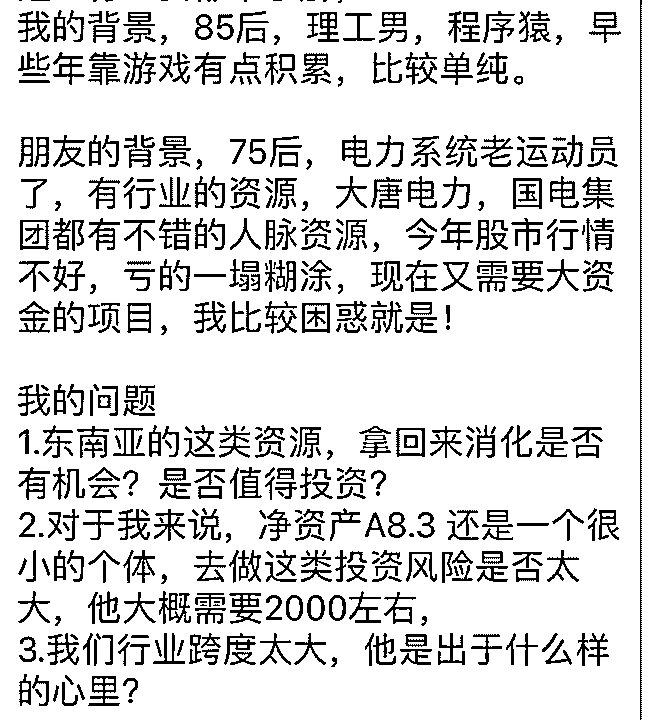 我的背景，85后，理工男，程序猿，早
些年靠游戏有点积累，比较单纯。
朋友的背景，75后，电力系统老运动员
了，有行业的资源，大唐电力，国电集
团都有不错的人脉资源，今年股市行情
不好，亏的一塌糊涂，现在又需要大资
金的项目，我比较困惑就是！
我的问题
1.东南亚的这类资源，拿回来消化是否
有机会？是否值得投资？
2.对于我来说，净资产A8.3 还是一个很
小的个体，去做这类投资风险是否太
大，他大概需要2000左右，
3.我们行业跨度太大，他是出于什么样
的心里？